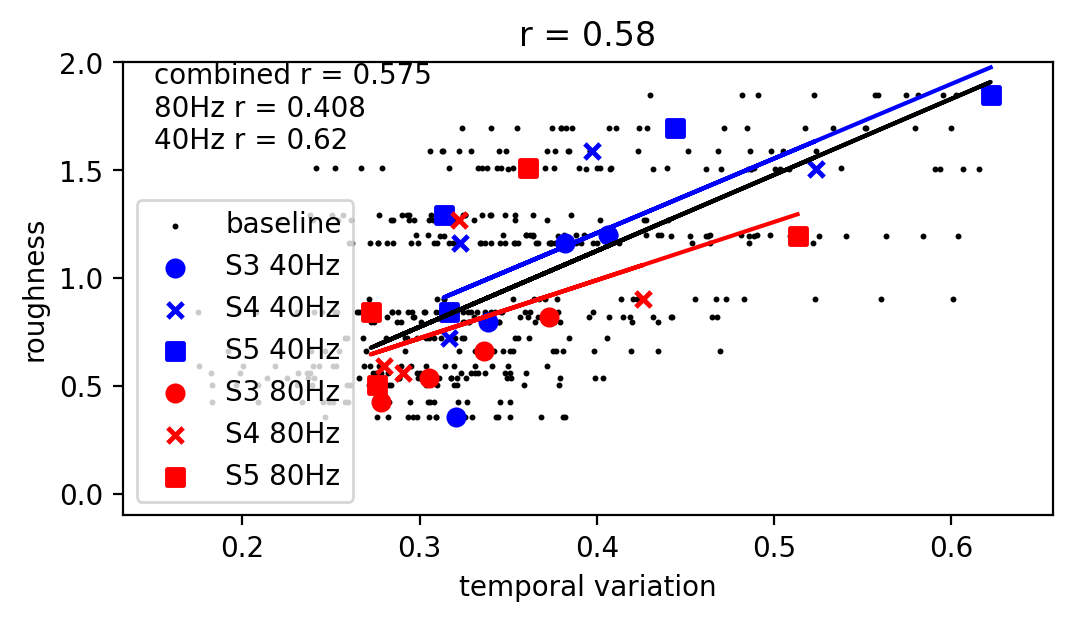 r = 0.58
combined r = 0.575
80Hz r = 0.408
40Hz r = 0.62
baseline
S3 40Hz
S4 40Hz
S5 40Hz
S3 80Hz
S4 80Hz
S5 80Hz
roughness
2.0
1.5
1.0
0.5
0.0
0.2 0.3 0.4 0.5 0.6
temporal variation